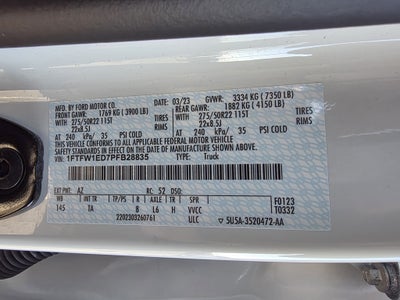 MFD. BY FORD MOTOR CO. 03/23 GVWR: 3334 KG ( 7350 LB)
FRONT GAWR: 1769 KG ( 3900 LB) REAR GAWR: 1882 KG ( 4150 LB)
WITH WITH
275/50R22 115T TIRES 275/50R22 115T TIRES
22x8.5J RIMS 22x8.5J RIMS
AT 240 kPa/ 35 PSI COLD AT 240 kPa/ 35 PSI COLD
THIS VEHICLE CONFORMS TO ALL APPLICABLE FEDERAL MOTOR VEHICLE SAFETY AND THEFT PREVENTION STANDARDS IN EFFECT ON THE DATE OF MANUFACTURE SHOWN ABOVE.
VIN: 1FTFW1ED7PFB28835 TYPE: Truck
EXT PNT: AZ RC: 52 DSO: F0123
WB INT TR TP/PS R AXLE TR SPR T0332
145 TA B L6 H VVCC
2202303260761 ULC 5U5A-3520472-AA